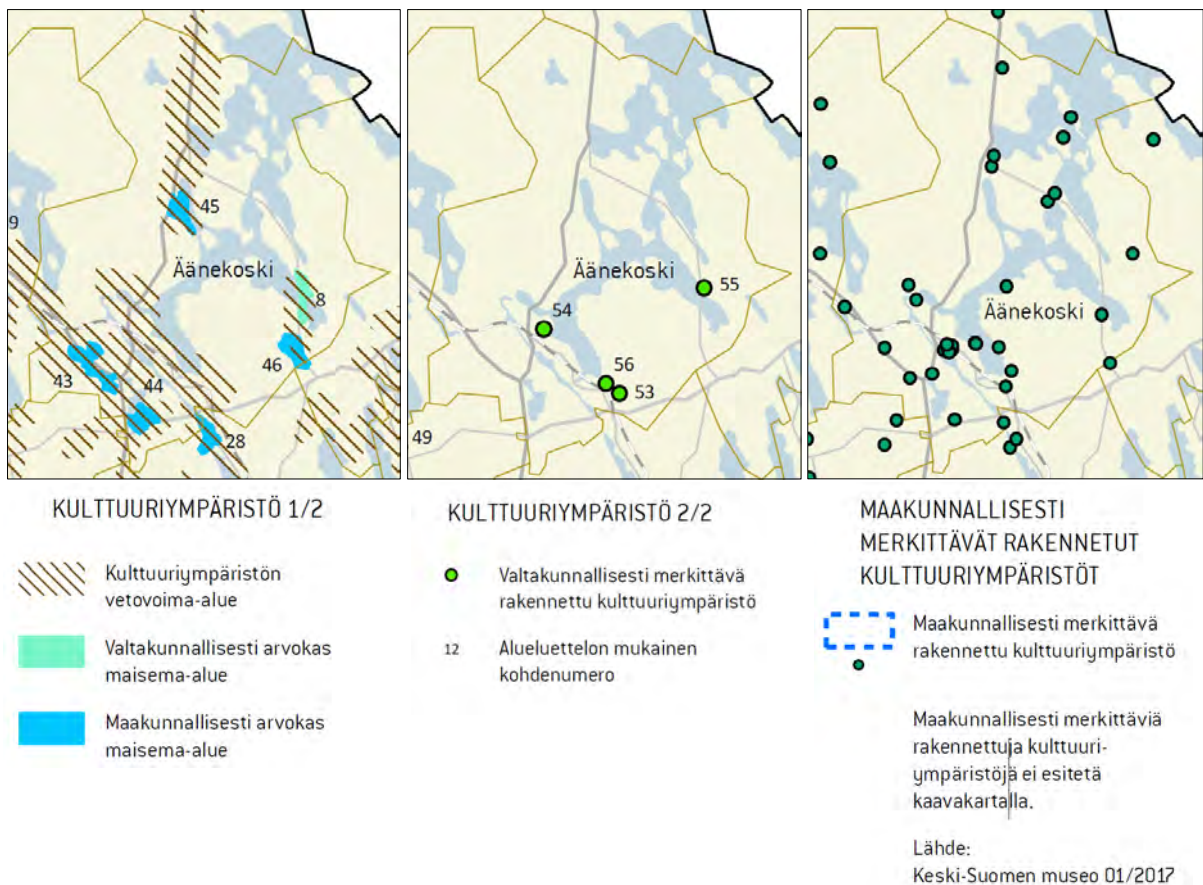 45
9
Äänekoski
8
43
44
46
28
Äänekoski
55
54
56
53
49
Äänekoski
KULTTUURIYMPÄRISTÖ 1/2
Kulttuuriympäristön
vetovoima-alue
Valtakunnallisesti arvokas
maisema-alue
Maakunnallisesti arvokas
maisema-alue
KULTTUURIYMPÄRISTÖ 2/2
Valtakunnallisesti merkittävä
rakennettu kulttuuriympäristö
12 Alueluettelon mukainen
kohdenumero
MAAKUNNALLISESTI
MERKITTÄVÄT RAKENNETUT
KULTTUURIYMPÄRISTÖT
Maakunnallisesti merkittävä
rakennettu kulttuuriympäristö
Maakunnallisesti merkittäviä
rakennettuja kulttuuri-
ympäristöjä ei esitetä
kaavakartalla.
Lähde:
Keski-Suomen museo 01/2017